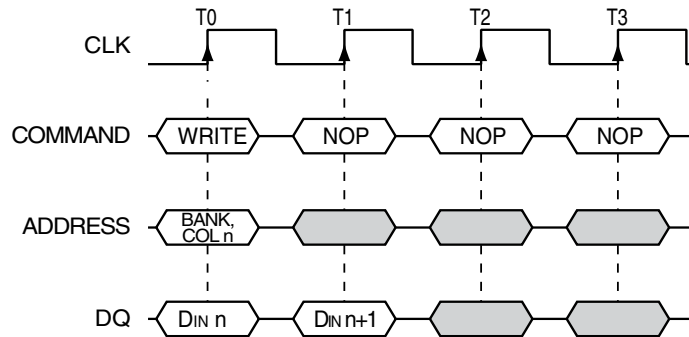 T0 T1 T2 T3
CLK
COMMAND WRITE NOP NOP NOP
ADDRESS BANK,
COL n
DQ DIN n DIN n+1